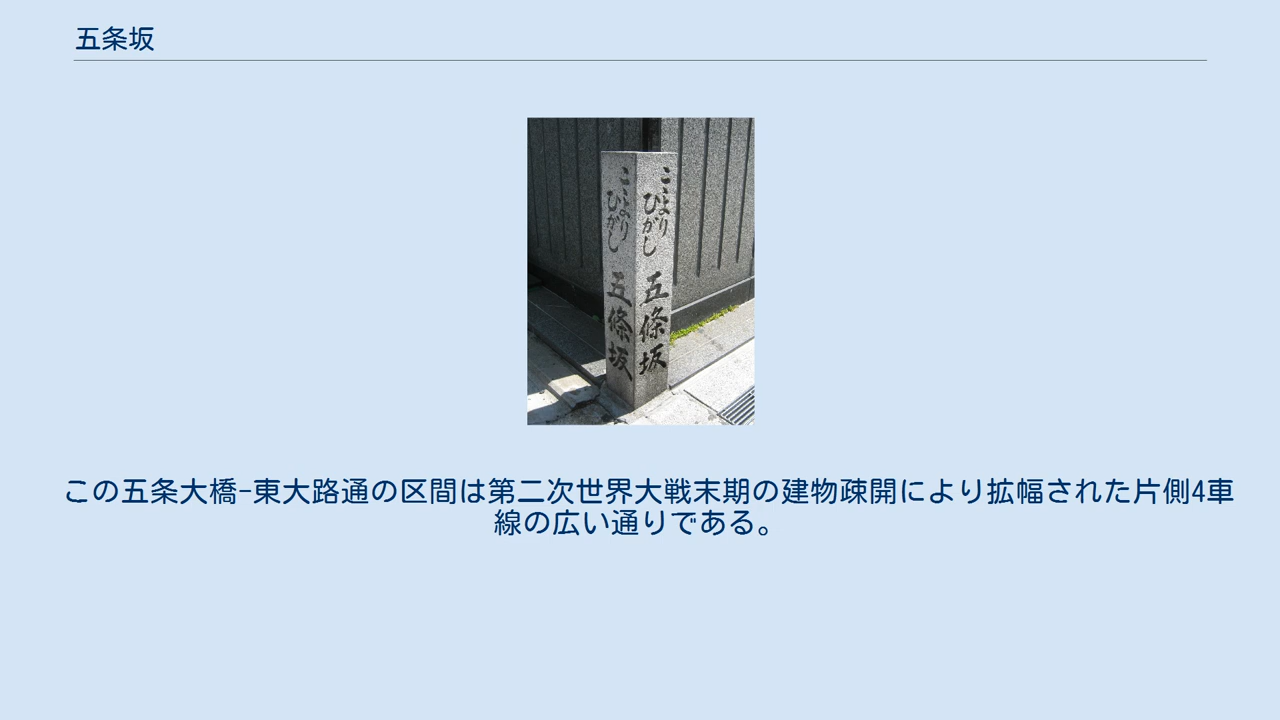 五条坂
こゝより
ひがし
五條坂
こゝより
ひがし
五條坂
この五条大橋-東大路通の区間は第二次世界大戦末期の建物疎開により拡幅された片側4車
線の広い通りである。